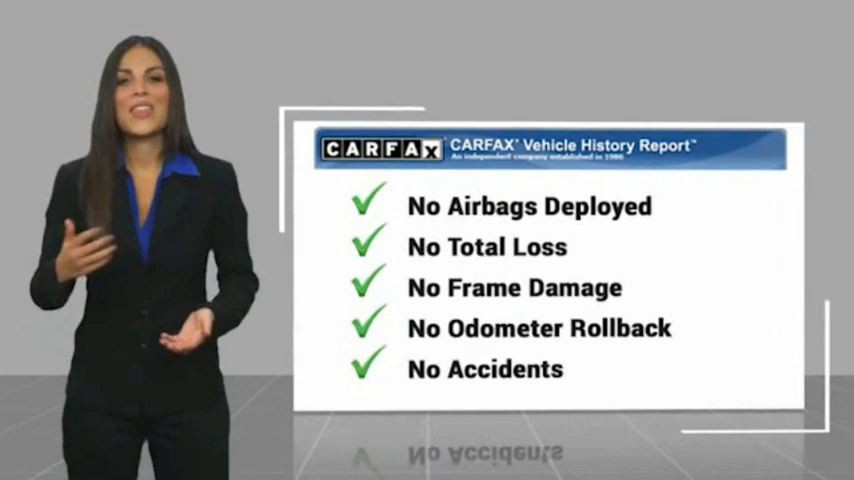 CARFAX CARFAX® Vehicle History Report™
An independent company established in 1986
No Airbags Deployed
No Total Loss
No Frame Damage
No Odometer Rollback
No Accidents
No Accidents